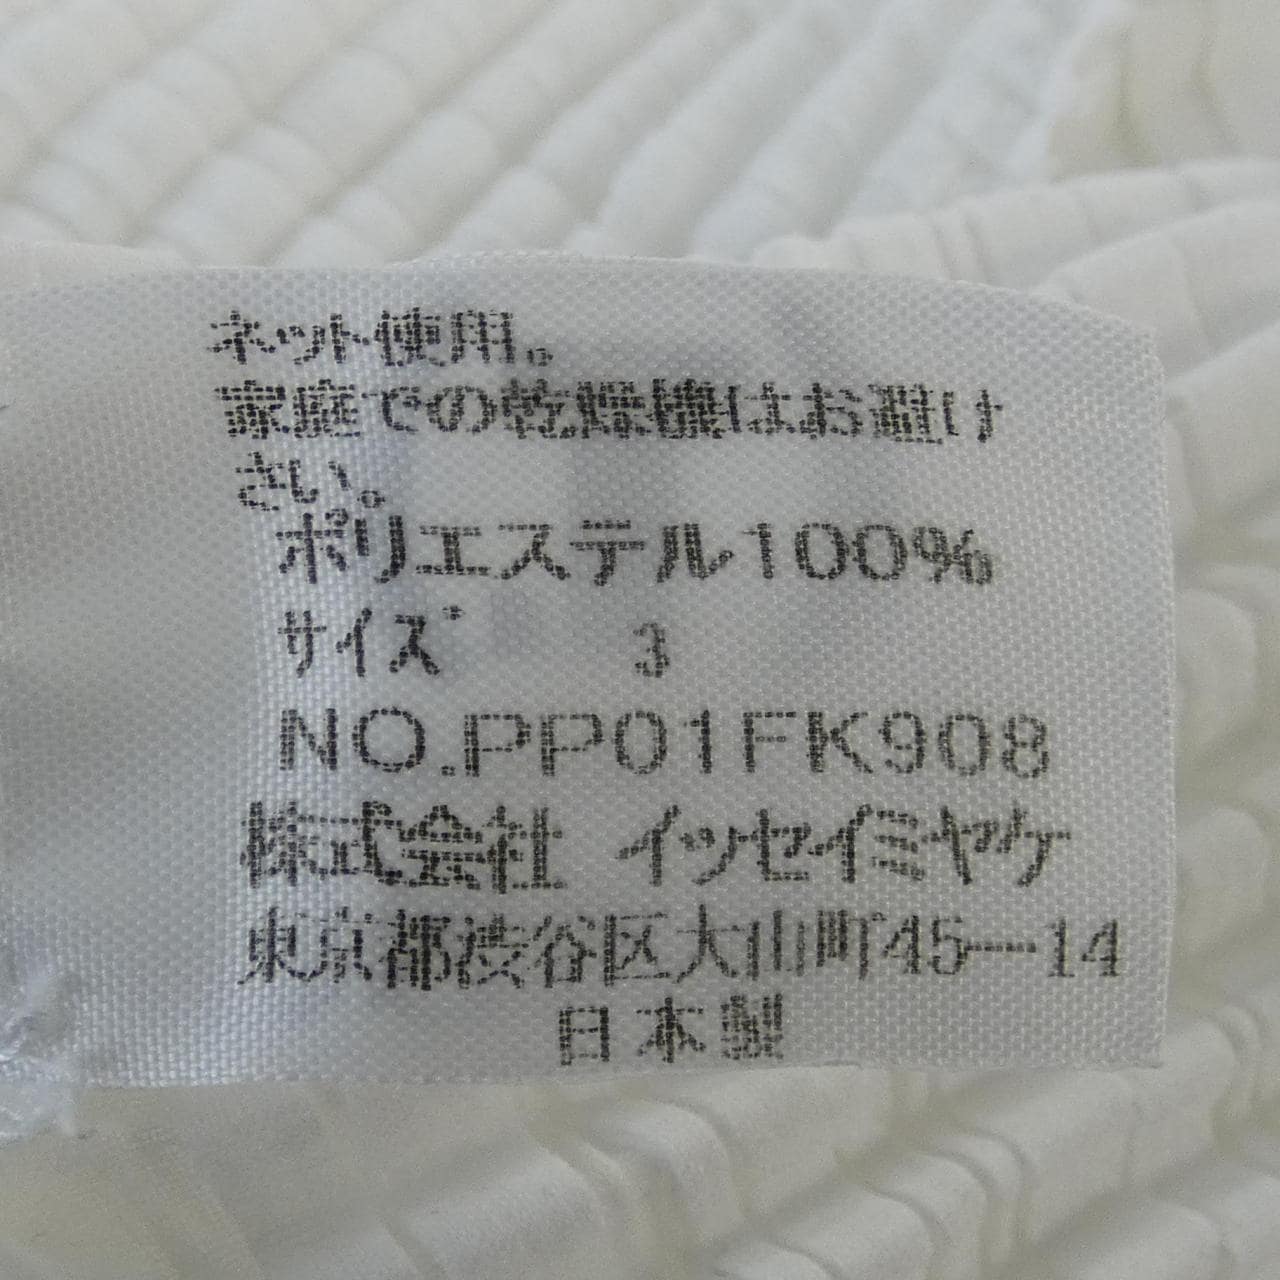 ネット使用。
家庭での乾燥機はお避け
さい。
ポリエステル100%
サイズ 3
NO.PP01FK908
株式会社 イッセイミヤケ
東京都渋谷区大山町45−14
日本製